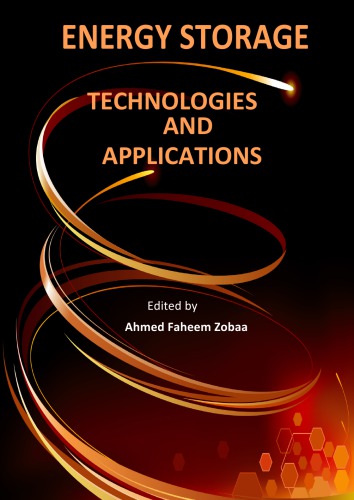 ENERGY STORAGE
TECHNOLOGIES
AND
APPLICATIONS
Edited by
Ahmed Faheem Zobaa